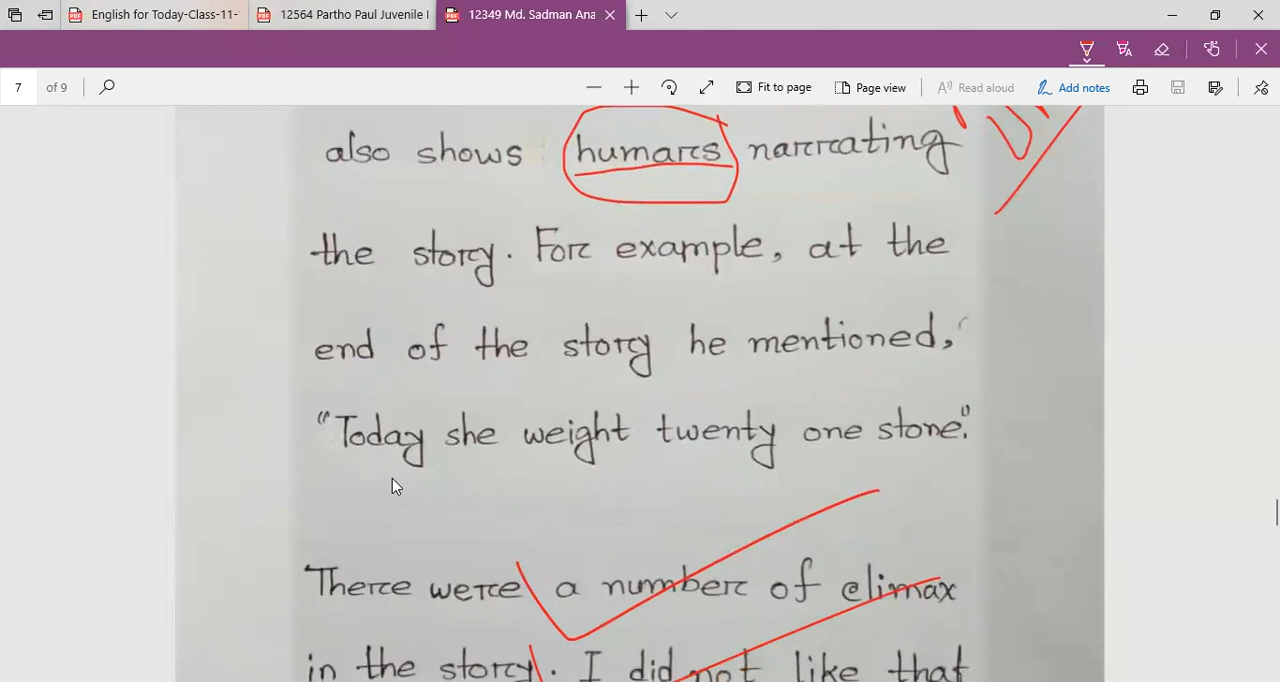 English for Today-Class-11-
12564 Partho Paul Juvenile
12349 Md. Sadman Ana
7 of 9
Fit to page
Page view
Read aloud
Add notes
also shows humars narrating
the story. For example, at the
end of the story he mentioned,
"Today she weight twenty one stone."
There were a number of climax
in the story. I did not like that